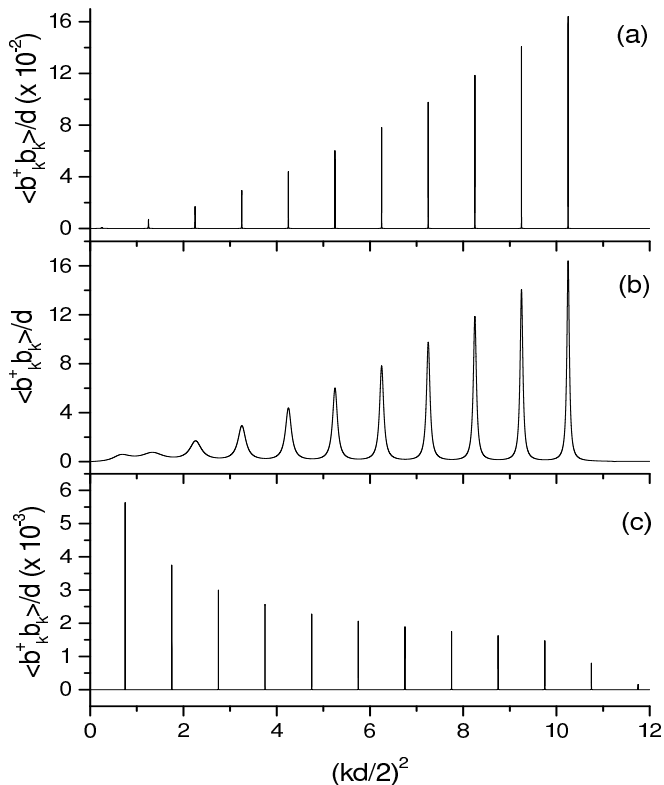 (a)
<b⁺ₖbₖ>/d (x 10⁻²)
16
12
8
4
0
(b)
<b⁺ₖbₖ>/d
16
12
8
4
0
(c)
<b⁺ₖbₖ>/d (x 10⁻³)
6
5
4
3
2
1
0
0 2 4 6 8 10 12
(kd/2)²